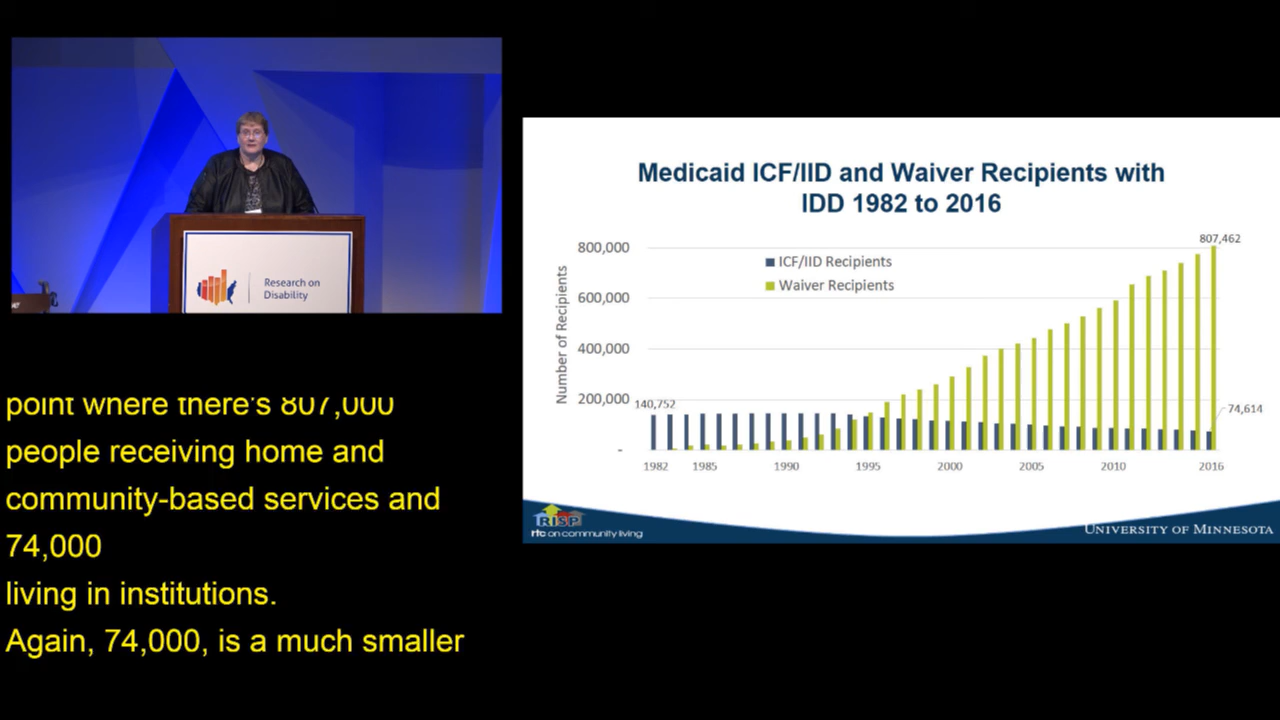 Research on
Disability
point where there's 807,000
people receiving home and
community-based services and
74,000
living in institutions.
Again, 74,000, is a much smaller
Medicaid ICF/IID and Waiver Recipients with
IDD 1982 to 2016
807,462
800,000
ICF/IID Recipients
Waiver Recipients
600,000
Number of Recipients
400,000
200,000
140,752
74,614
-
1982 1985 1990 1995 2000 2005 2010 2016
RISP
rtc on community living
UNIVERSITY OF MINNESOTA